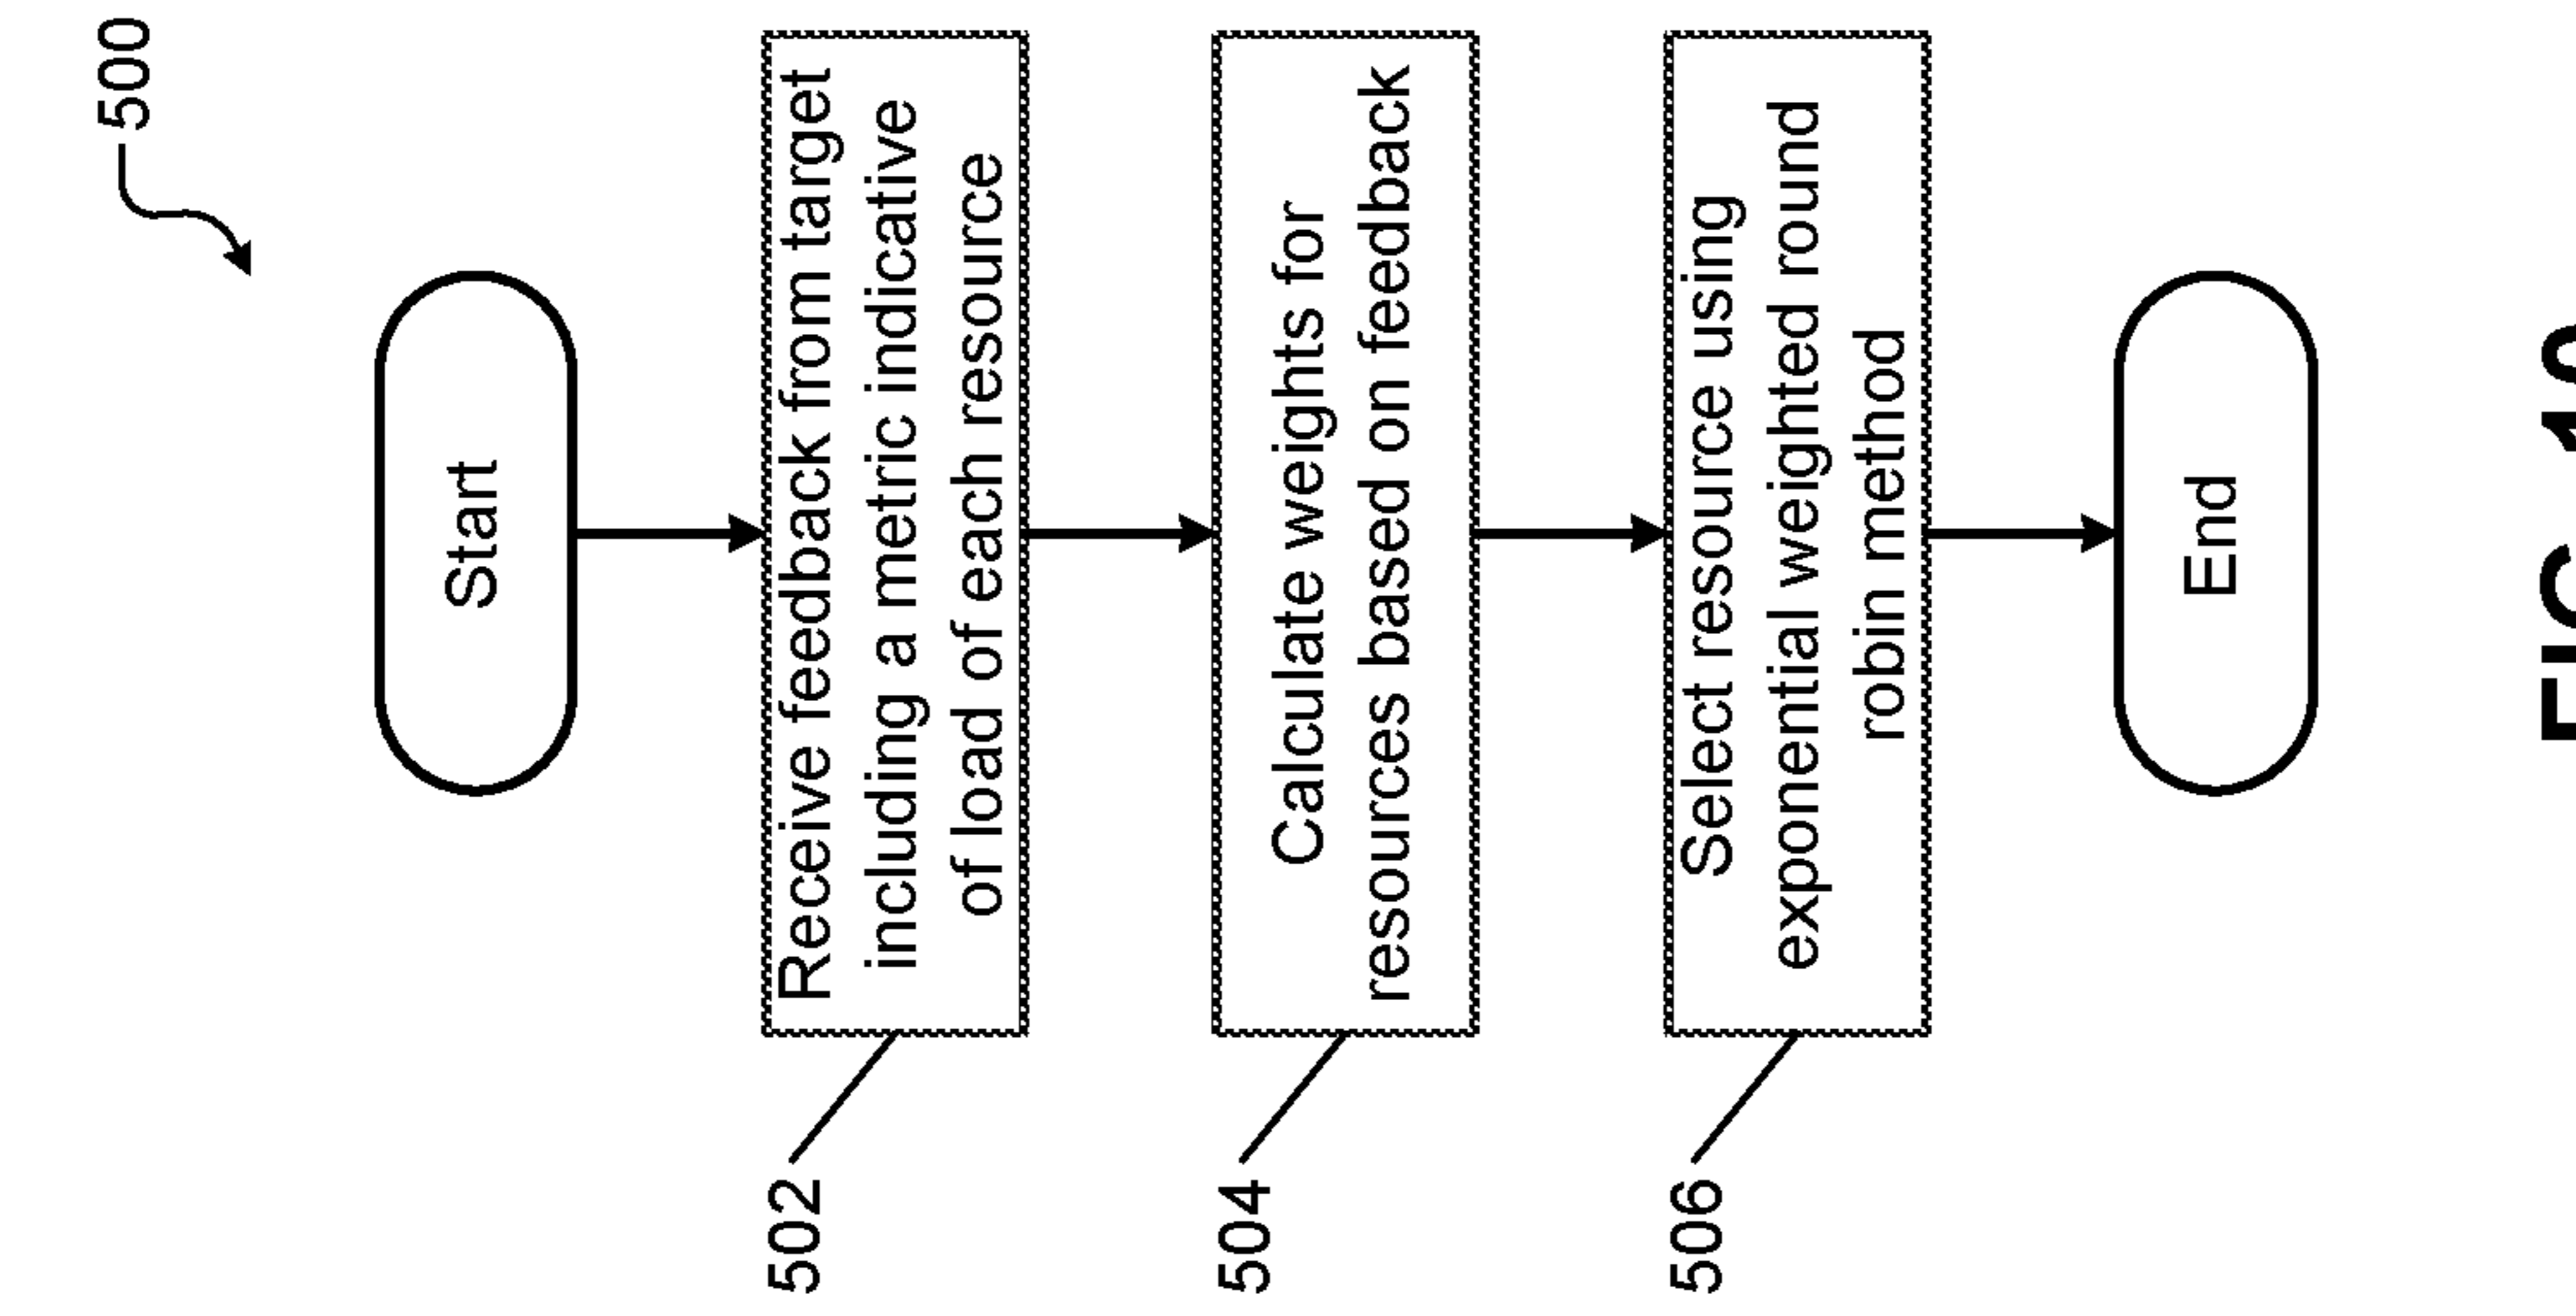 500
Start
Receive feedback from target
including a metric indicative
of load of each resource
502
Calculate weights for
resources based on feedback
504
Select resource using
exponential weighted round
robin method
506
End
FIG.